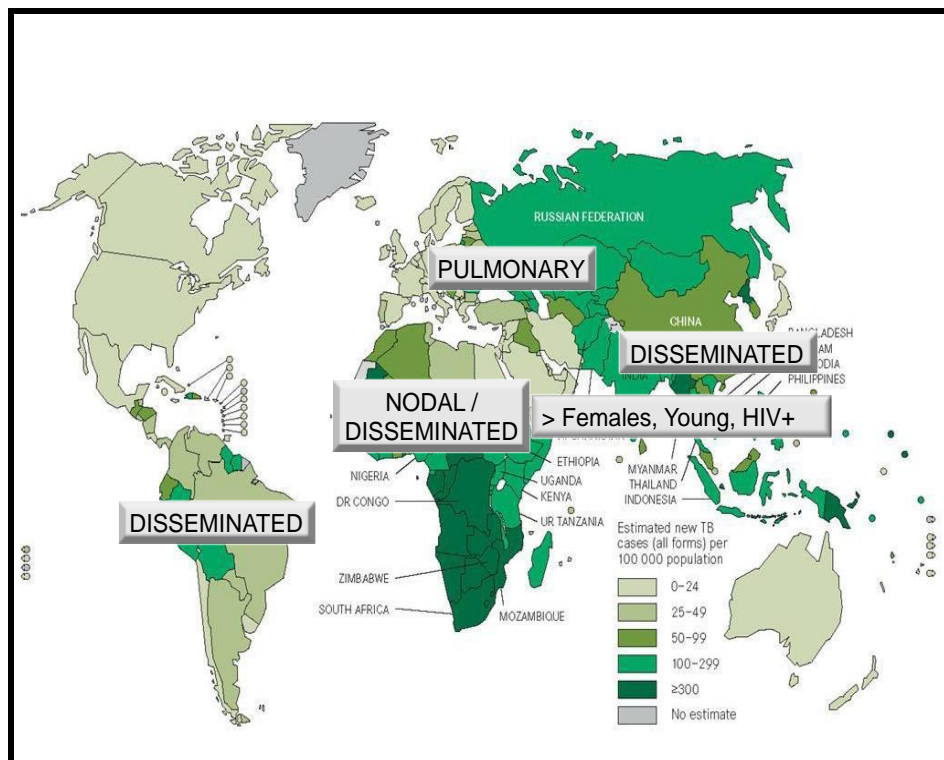 RUSSIAN FEDERATION
PULMONARY
CHINA
DISSEMINATED
INDIA
PHILIPPINES
NODAL /
DISSEMINATED
> Females, Young, HIV+
NIGERIA
ETHIOPIA
UGANDA
KENYA
DR CONGO
UR TANZANIA
MYANMAR
THAILAND
INDONESIA
DISSEMINATED
ZIMBABWE
SOUTH AFRICA
MOZAMBIQUE
Estimated new TB
cases (all forms) per
100 000 population
0–24
25–49
50–99
100–299
≥300
No estimate